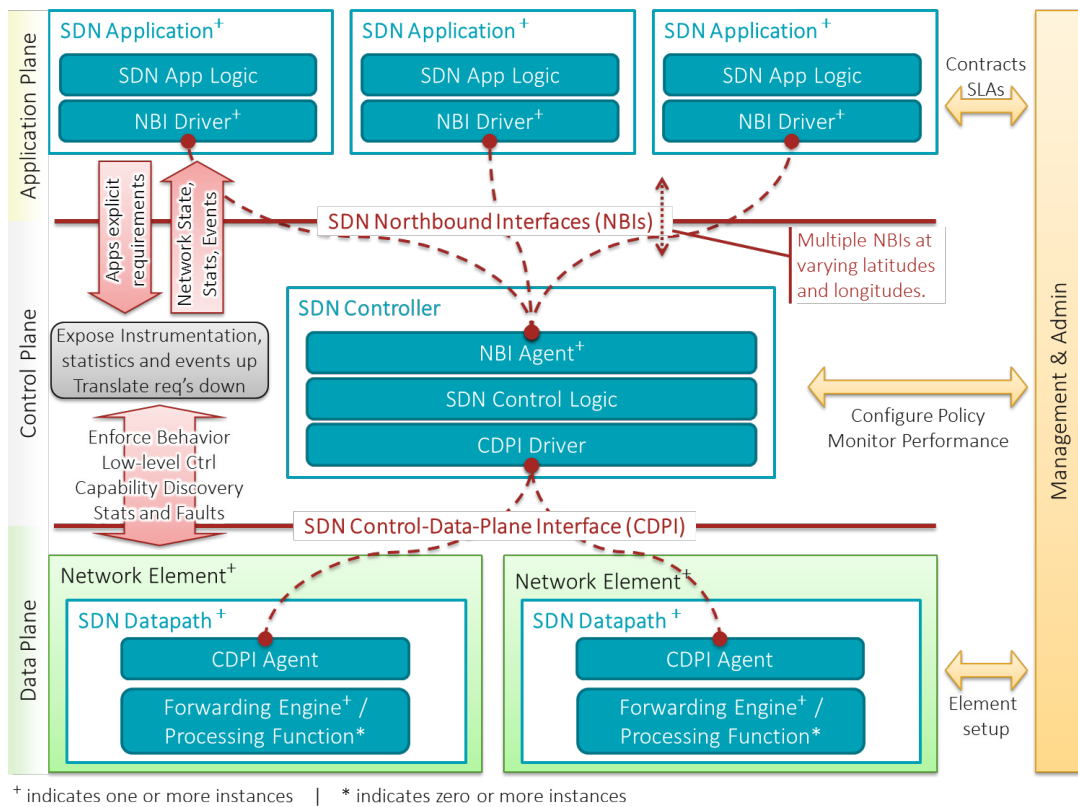 Application Plane
SDN Application⁺
SDN App Logic
NBI Driver⁺
SDN Application⁺
SDN App Logic
NBI Driver⁺
SDN Application⁺
SDN App Logic
NBI Driver⁺
Contracts
SLAs
Management & Admin
Apps explicit
requirements
Network State,
Stats, Events
SDN Northbound Interfaces (NBIs)
Multiple NBIs at
varying latitudes
and longitudes.
Control Plane
Expose Instrumentation,
statistics and events up
Translate req's down
SDN Controller
NBI Agent⁺
SDN Control Logic
CDPI Driver
Configure Policy
Monitor Performance
Enforce Behavior
Low-level Ctrl
Capability Discovery
Stats and Faults
SDN Control-Data-Plane Interface (CDPI)
Data Plane
Network Element⁺
SDN Datapath⁺
CDPI Agent
Forwarding Engine⁺ /
Processing Function*
Network Element⁺
SDN Datapath⁺
CDPI Agent
Forwarding Engine⁺ /
Processing Function*
Element
setup
⁺ indicates one or more instances | * indicates zero or more instances